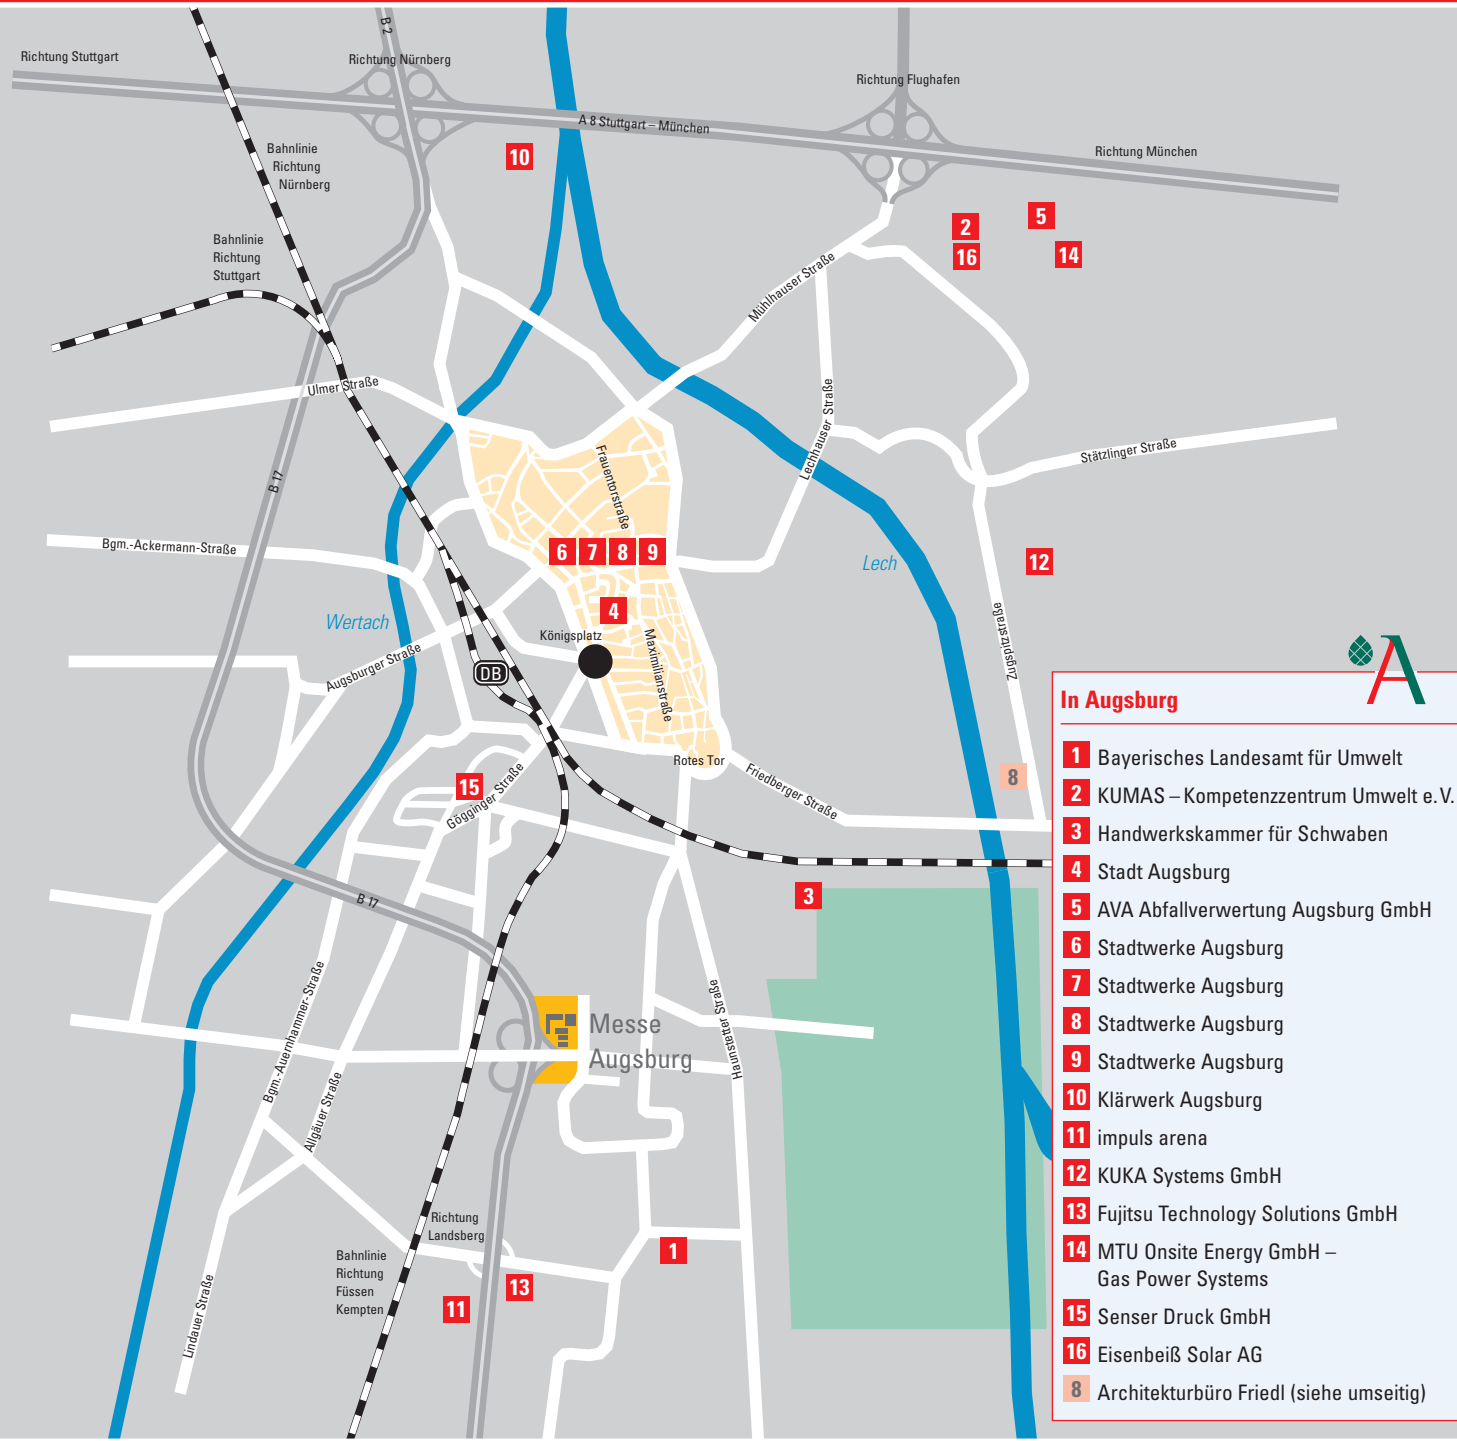 B 2
Richtung Stuttgart
Richtung Nürnberg
Richtung Flughafen
A 8 Stuttgart – München
Richtung München
Bahnlinie
Richtung
Nürnberg
10
5
2
16
14
Bahnlinie
Richtung
Stuttgart
Mühlhauser Straße
Ulmer Straße
Lechhauser Straße
Stätzlinger Straße
B 17
Frauentorstraße
Bgm.-Ackermann-Straße
6
7
8
9
Lech
12
4
Wertach
Königsplatz
Zugspitzstraße
Augsburger Straße
Maximilianstraße
DB
Rotes Tor
8
15
Gögginger Straße
Friedberger Straße
3
B 17
Messe
Augsburg
Haunstetter Straße
Bgm.-Auernhammer-Straße
Allgäuer Straße
Richtung
Landsberg
1
Bahnlinie
Richtung
Füssen
Kempten
13
11
Lindauer Straße
A
In Augsburg
1 Bayerisches Landesamt für Umwelt
2 KUMAS – Kompetenzzentrum Umwelt e.V.
3 Handwerkskammer für Schwaben
4 Stadt Augsburg
5 AVA Abfallverwertung Augsburg GmbH
6 Stadtwerke Augsburg
7 Stadtwerke Augsburg
8 Stadtwerke Augsburg
9 Stadtwerke Augsburg
10 Klärwerk Augsburg
11 impuls arena
12 KUKA Systems GmbH
13 Fujitsu Technology Solutions GmbH
14 MTU Onsite Energy GmbH –
Gas Power Systems
15 Senser Druck GmbH
16 Eisenbeiß Solar AG
8 Architekturbüro Friedl (siehe umseitig)